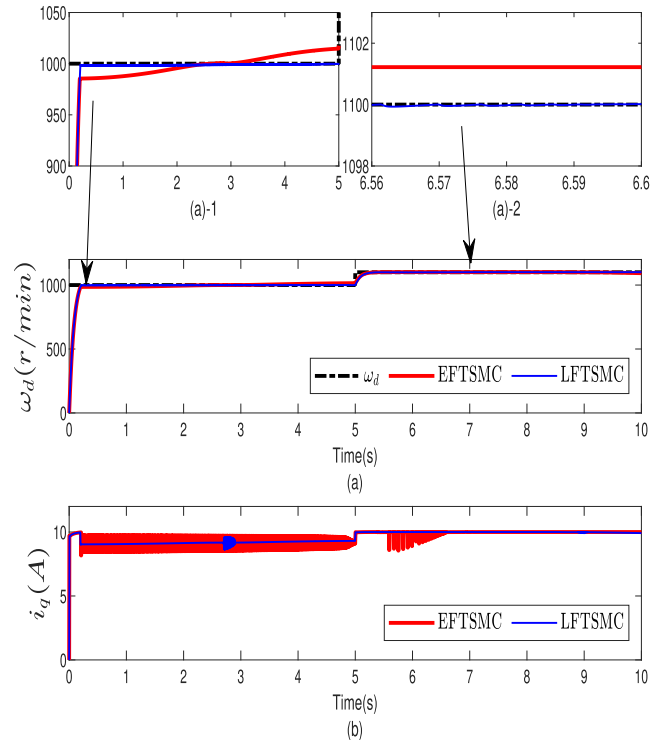 1050
1000
950
900
0 1 2 3 4 5
(a)-1
1102
1100
1098
6.56 6.57 6.58 6.59 6.6
(a)-2
ω_d(r/min)
1000
500
0
ω_d EFTSMC LFTSMC
0 1 2 3 4 5 6 7 8 9 10
Time(s)
(a)
i_q(A)
10
5
0
EFTSMC LFTSMC
0 1 2 3 4 5 6 7 8 9 10
Time(s)
(b)